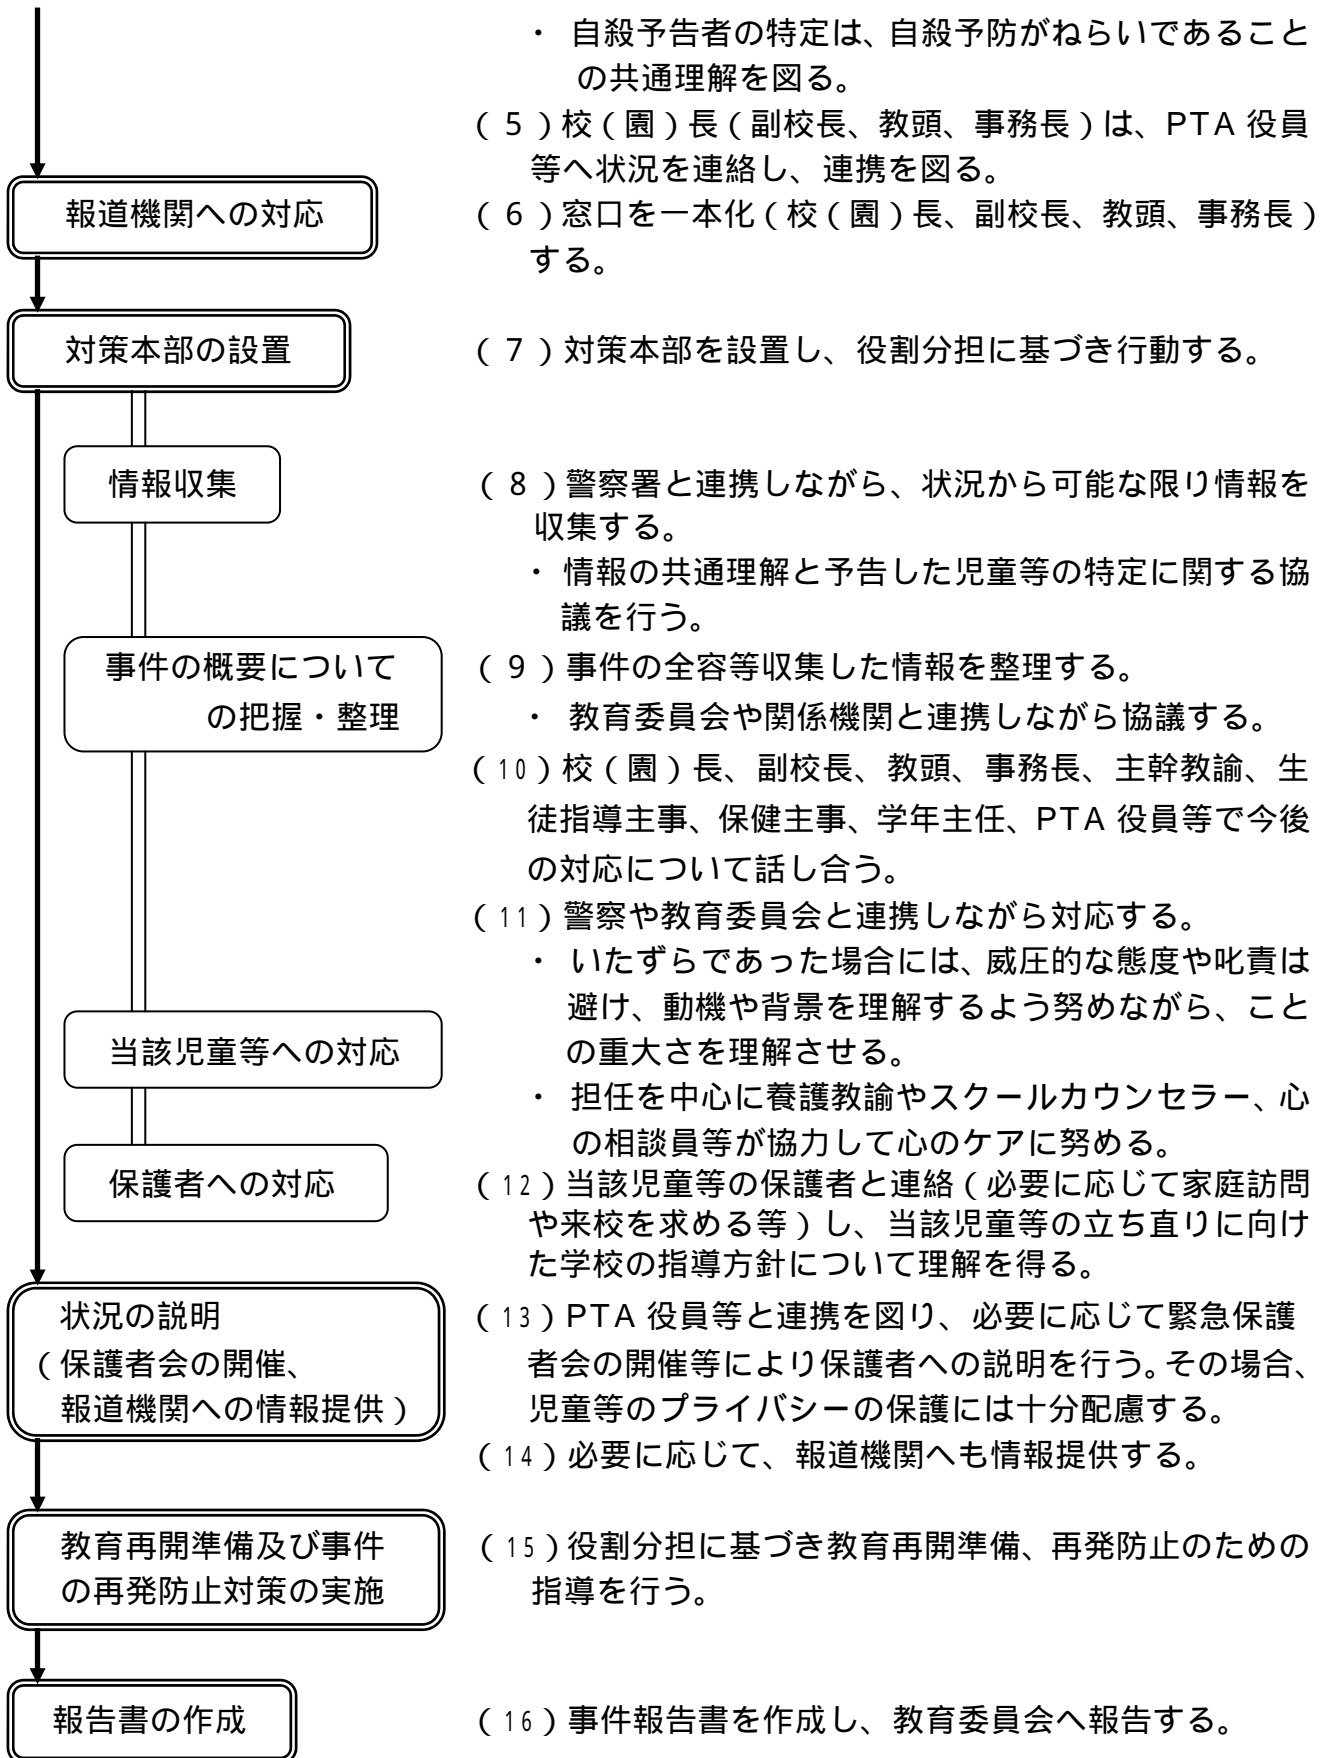 ・ 自殺予告者の特定は、自殺予防がねらいであること
の共通理解を図る。
（５）校（園）長（副校長、教頭、事務長）は、PTA 役員
等へ状況を連絡し、連携を図る。
報道機関への対応
（６）窓口を一本化（校（園）長、副校長、教頭、事務長）
する。
対策本部の設置
（７）対策本部を設置し、役割分担に基づき行動する。
情報収集
（８）警察署と連携しながら、状況から可能な限り情報を
収集する。
・ 情報の共通理解と予告した児童等の特定に関する協
議を行う。
事件の概要について
の把握・整理
（９）事件の全容等収集した情報を整理する。
・ 教育委員会や関係機関と連携しながら協議する。
（10）校（園）長、副校長、教頭、事務長、主幹教諭、生
徒指導主事、保健主事、学年主任、PTA 役員等で今後
の対応について話し合う。
（11）警察や教育委員会と連携しながら対応する。
・ いたずらであった場合には、威圧的な態度や叱責は
避け、動機や背景を理解するよう努めながら、こと
の重大さを理解させる。
当該児童等への対応
・ 担任を中心に養護教諭やスクールカウンセラー、心
の相談員等が協力して心のケアに努める。
保護者への対応
（12）当該児童等の保護者と連絡（必要に応じて家庭訪問
や来校を求める等）し、当該児童等の立ち直りに向け
た学校の指導方針について理解を得る。
状況の説明
（保護者会の開催、
報道機関への情報提供）
（13）PTA 役員等と連携を図り、必要に応じて緊急保護
者会の開催等により保護者への説明を行う。その場合、
児童等のプライバシーの保護には十分配慮する。
（14）必要に応じて、報道機関へも情報提供する。
教育再開準備及び事件
の再発防止対策の実施
（15）役割分担に基づき教育再開準備、再発防止のための
指導を行う。
報告書の作成
（16）事件報告書を作成し、教育委員会へ報告する。